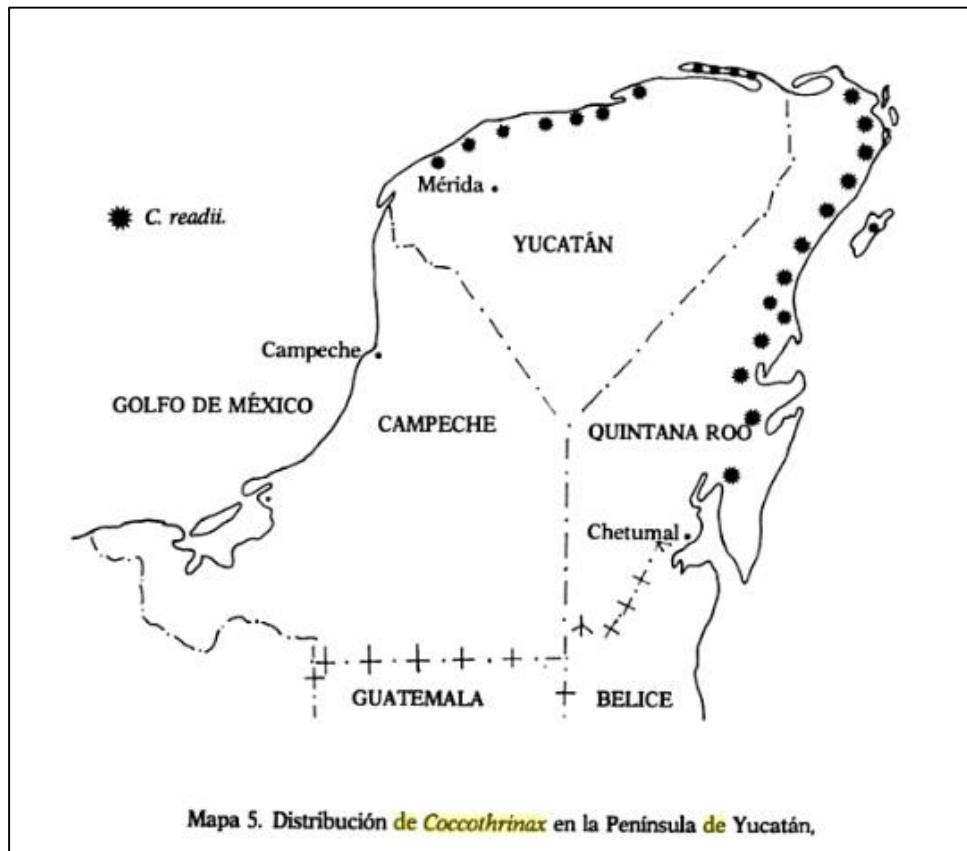 Mérida
C. readii.
YUCATÁN
Campeche
GOLFO DE MÉXICO
CAMPECHE
QUINTANA ROO
Chetumal
GUATEMALA
BELICE
Mapa 5. Distribución de Coccothrinax en la Península de Yucatán,